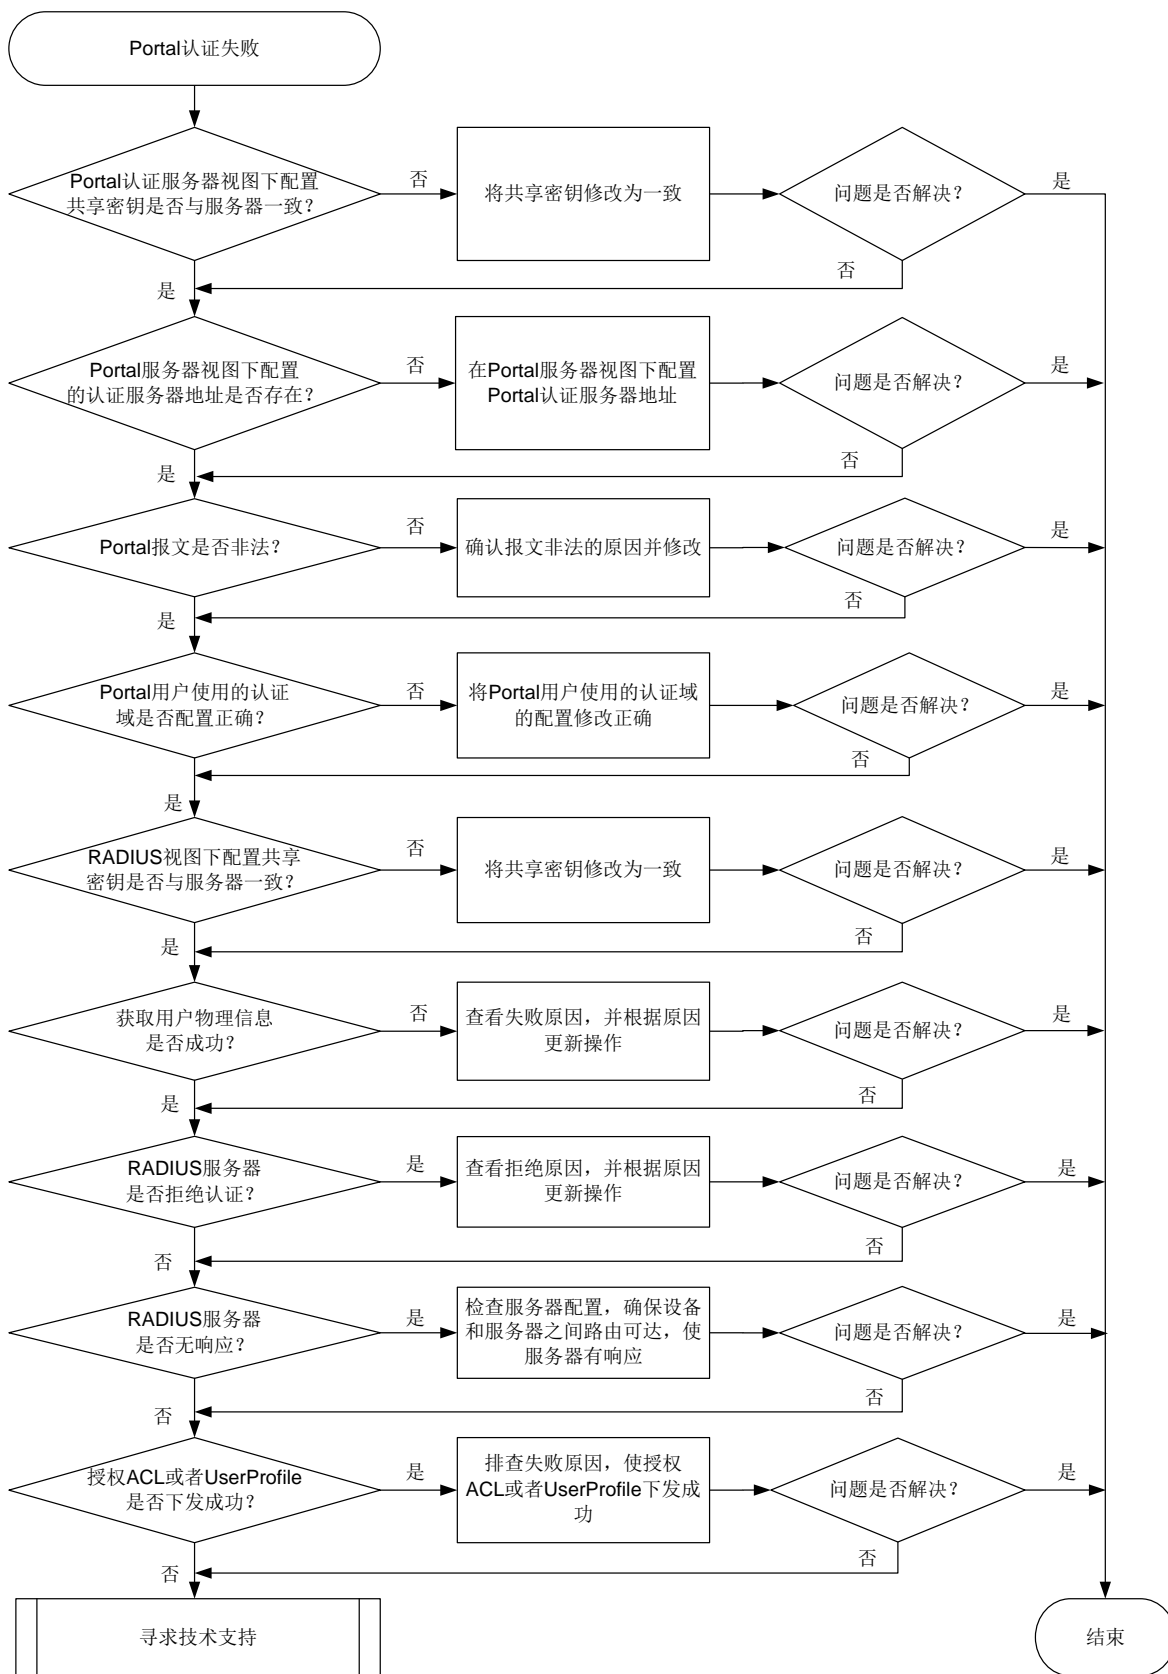 Portal认证失败
Portal认证服务器视图下配置
共享密钥是否与服务器一致？
否
将共享密钥修改为一致
问题是否解决？
是
否
是
Portal服务器视图下配置
的认证服务器地址是否存在？
否
在Portal服务器视图下配置
Portal认证服务器地址
问题是否解决？
是
否
是
Portal报文是否非法？
否
确认报文非法的原因并修改
问题是否解决？
是
否
是
Portal用户使用的认证
域是否配置正确？
否
将Portal用户使用的认证域
的配置修改正确
问题是否解决？
是
否
是
RADIUS视图下配置共享
密钥是否与服务器一致？
否
将共享密钥修改为一致
问题是否解决？
是
否
是
获取用户物理信息
是否成功？
否
查看失败原因，并根据原因
更新操作
问题是否解决？
是
否
是
RADIUS服务器
是否拒绝认证？
是
查看拒绝原因，并根据原因
更新操作
问题是否解决？
是
否
否
RADIUS服务器
是否无响应？
是
检查服务器配置，确保设备
和服务器之间路由可达，使
服务器有响应
问题是否解决？
是
否
否
授权ACL或者UserProfile
是否下发成功？
是
排查失败原因，使授权
ACL或者UserProfile下发成
功
问题是否解决？
是
否
否
寻求技术支持
结束